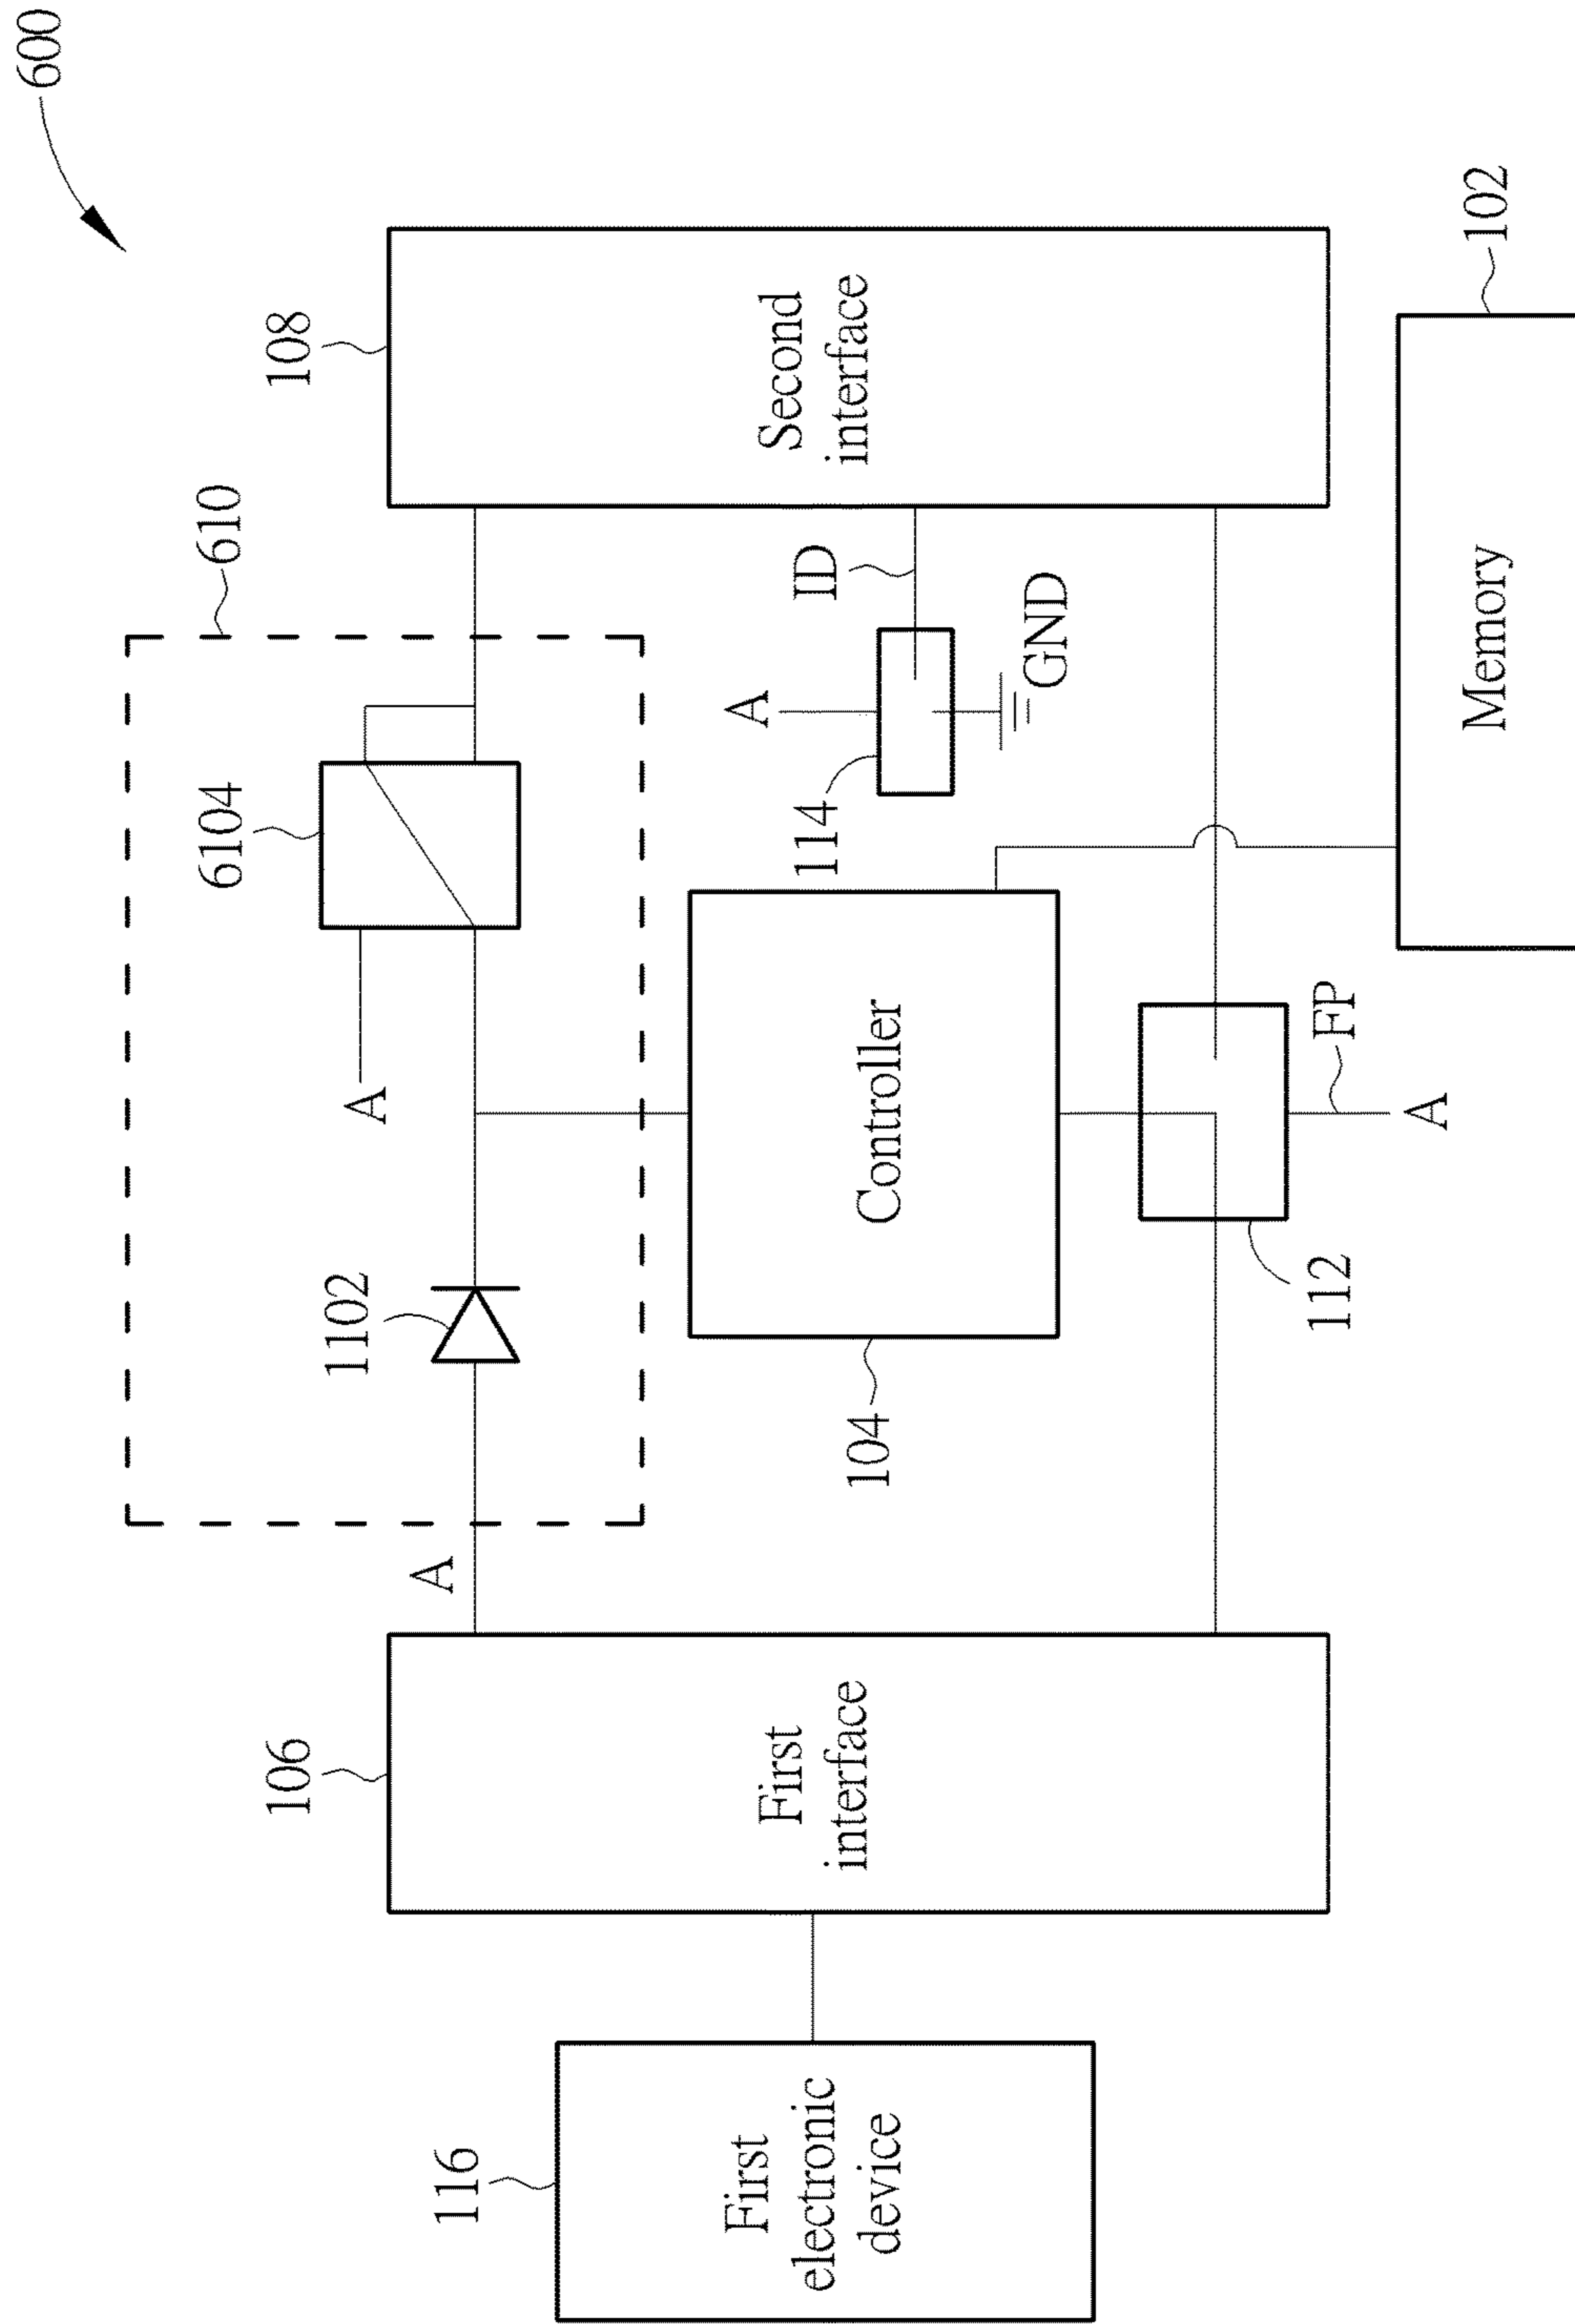 600
610
108
106
116
6104
1102
A
A
A
ID
GND
114
Second
interface
First
interface
First
electronic
device
Controller
104
112
FP
A
102
Memory